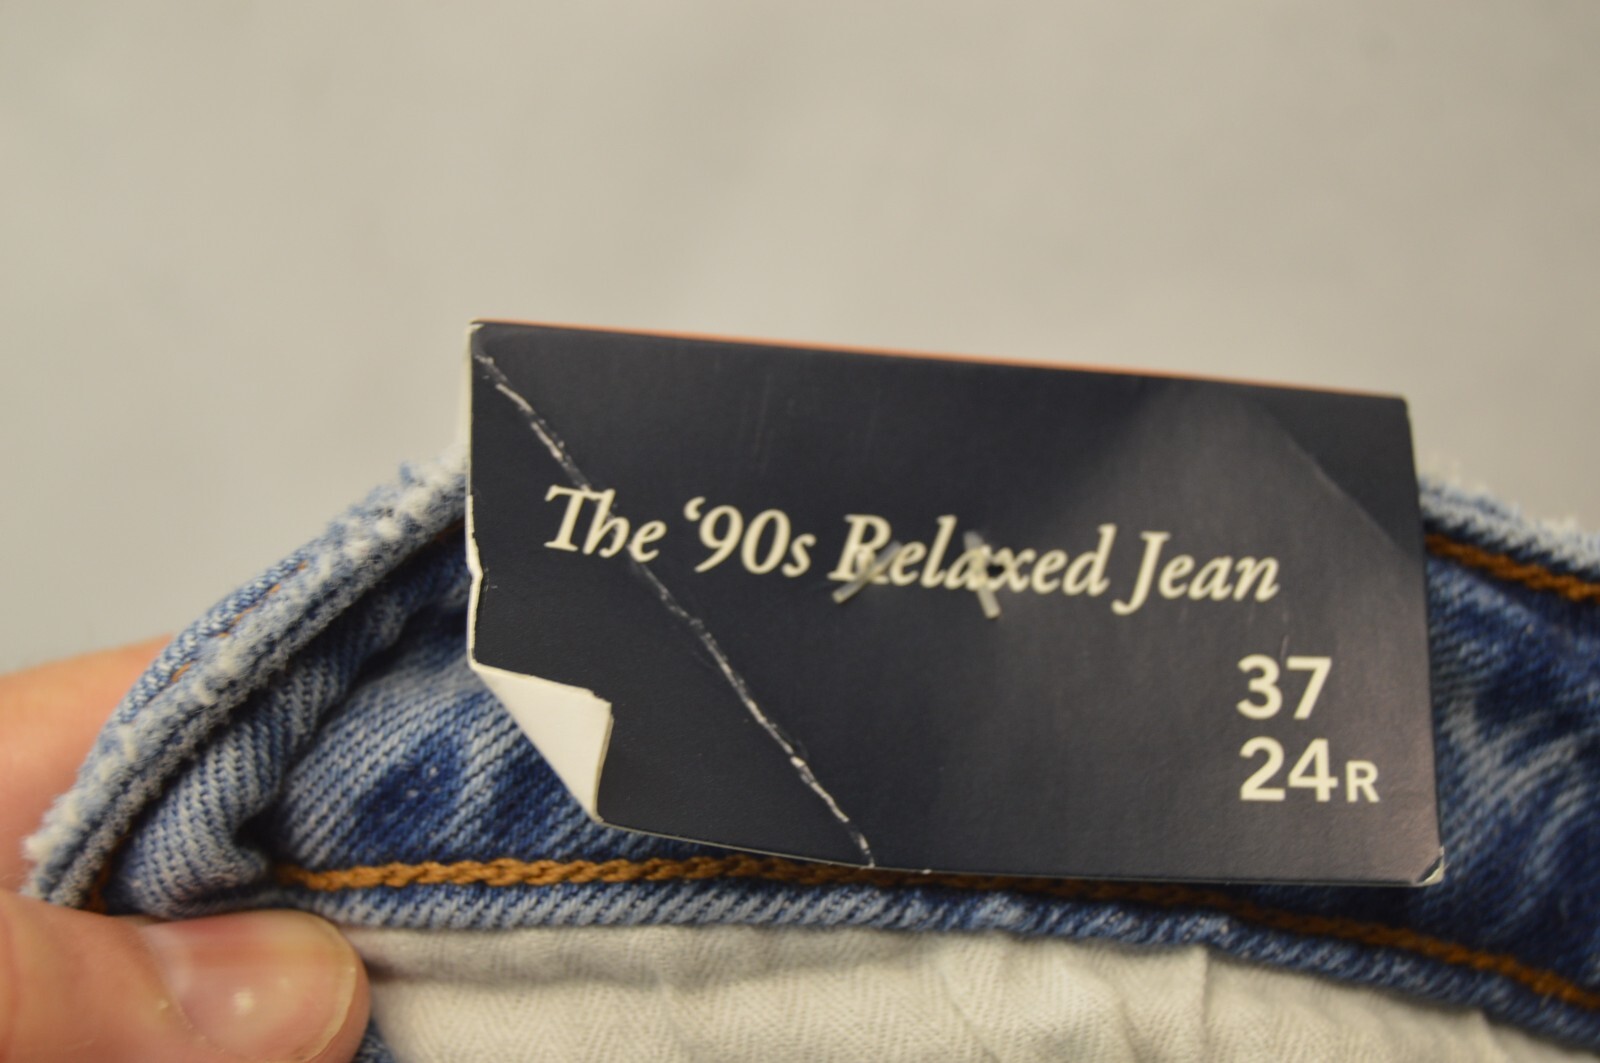 The ‘90s Relaxed Jean
37
24R